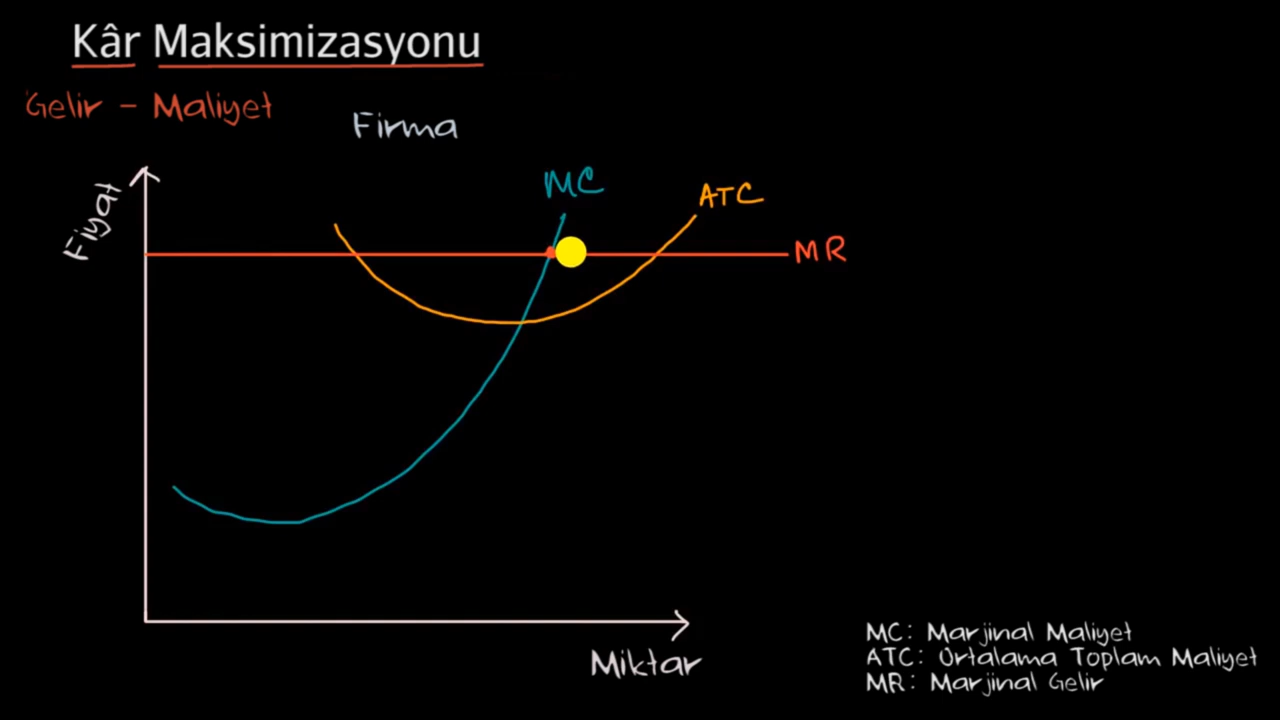 Kâr Maksimizasyonu
Gelir - Maliyet
Firma
MC
ATC
Fiyat
MR
Miktar
MC: Marjinal Maliyet
ATC: Ortalama Toplam Maliyet
MR: Marjinal Gelir